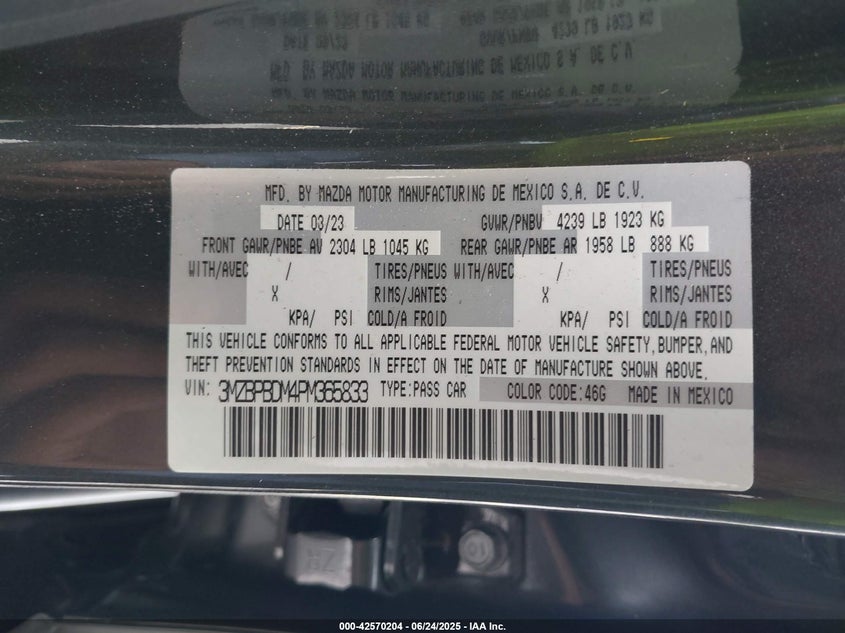 MFD. BY MAZDA MOTOR MANUFACTURING DE MEXICO S.A. DE C.V.
DATE 03/23 GVWR/PNBV 4239 LB 1923 KG
FRONT GAWR/PNBE AV 2304 LB 1045 KG REAR GAWR/PNBE AR 1958 LB 888 KG
WITH/AVEC / TIRES/PNEUS WITH/AVEC / TIRES/PNEUS
X RIMS/JANTES X RIMS/JANTES
KPA/ PSI COLD/A FROID KPA/ PSI COLD/A FROID
THIS VEHICLE CONFORMS TO ALL APPLICABLE FEDERAL MOTOR VEHICLE SAFETY, BUMPER, AND
THEFT PREVENTION STANDARDS IN EFFECT ON THE DATE OF MANUFACTURE SHOWN ABOVE.
VIN: 3MZBPBDM4PM365833 TYPE:PASS CAR COLOR CODE:46G MADE IN MEXICO
000-42570204 - 06/24/2025 - IAA Inc.